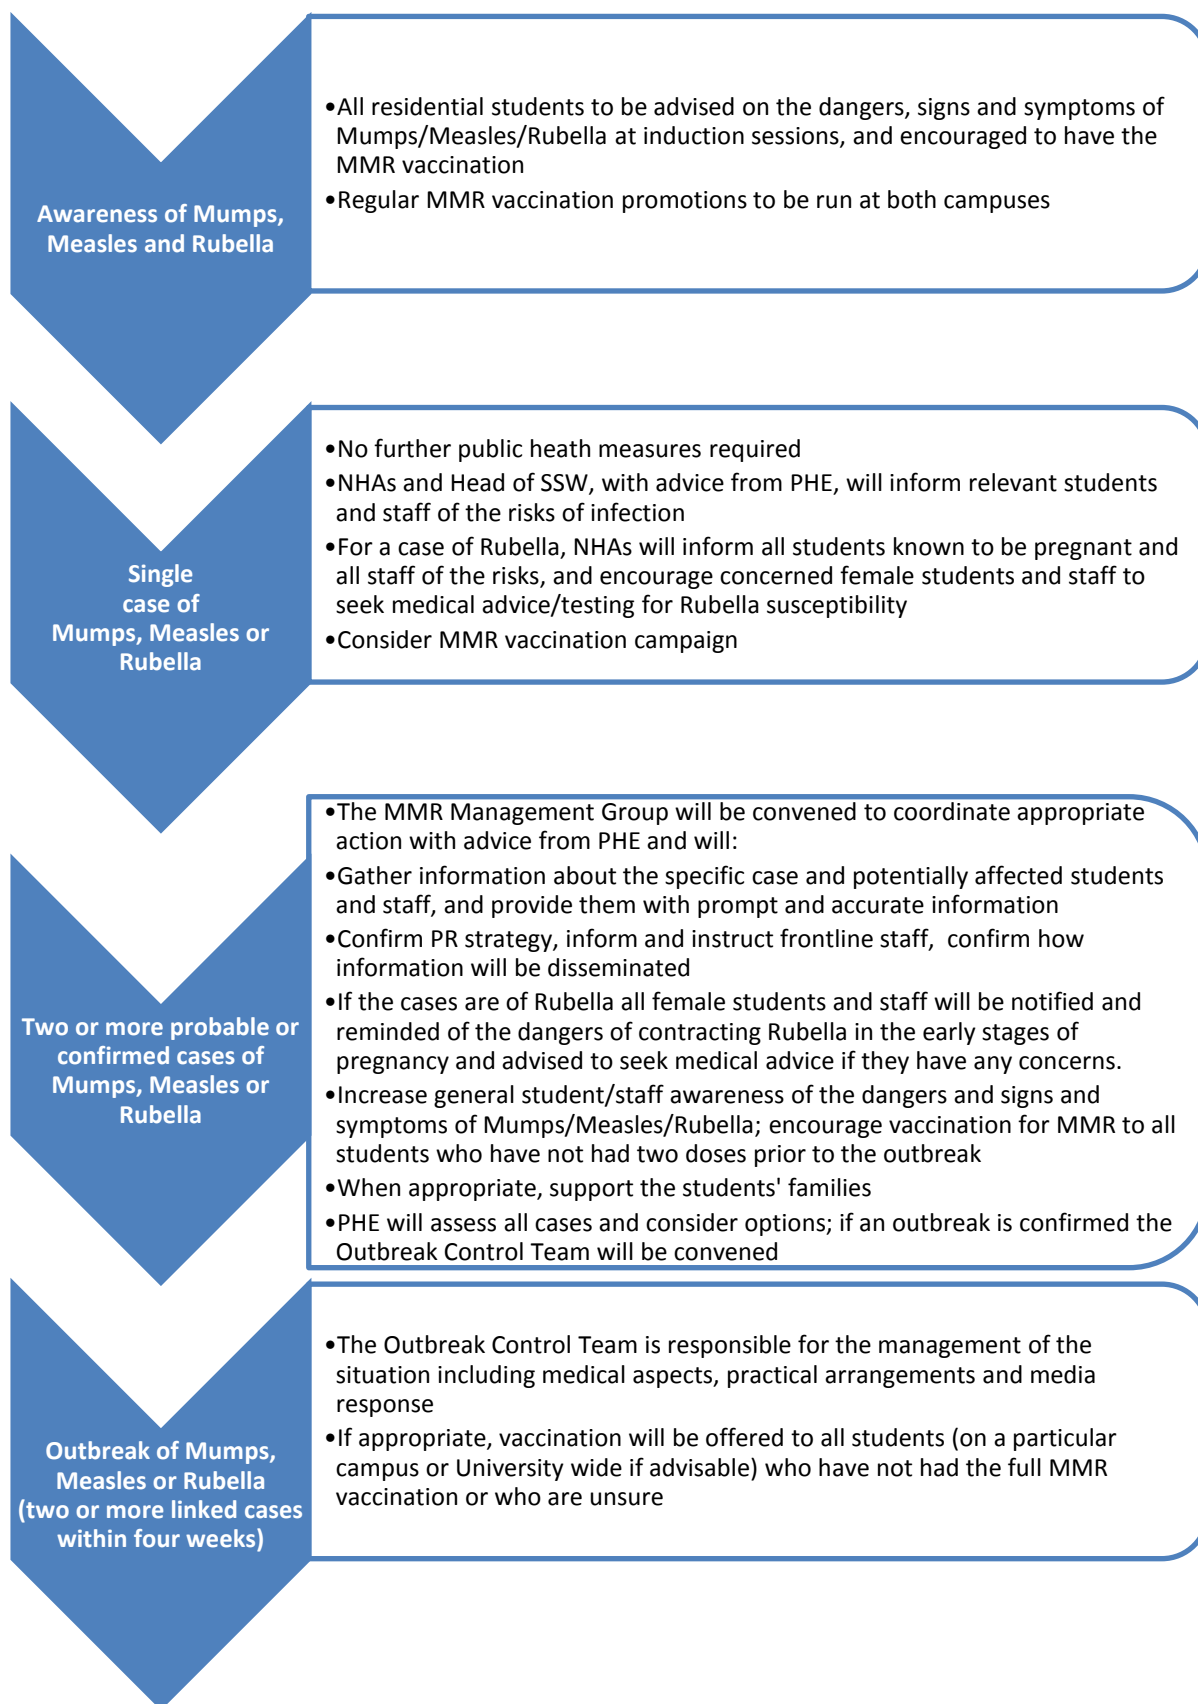 Awareness of Mumps,
Measles and Rubella
•All residential students to be advised on the dangers, signs and symptoms of
Mumps/Measles/Rubella at induction sessions, and encouraged to have the
MMR vaccination
•Regular MMR vaccination promotions to be run at both campuses
Single
case of
Mumps, Measles or
Rubella
•No further public heath measures required
•NHAs and Head of SSW, with advice from PHE, will inform relevant students
and staff of the risks of infection
•For a case of Rubella, NHAs will inform all students known to be pregnant and
all staff of the risks, and encourage concerned female students and staff to
seek medical advice/testing for Rubella susceptibility
•Consider MMR vaccination campaign
Two or more probable or
confirmed cases of
Mumps, Measles or
Rubella
•The MMR Management Group will be convened to coordinate appropriate
action with advice from PHE and will:
•Gather information about the specific case and potentially affected students
and staff, and provide them with prompt and accurate information
•Confirm PR strategy, inform and instruct frontline staff, confirm how
information will be disseminated
•If the cases are of Rubella all female students and staff will be notified and
reminded of the dangers of contracting Rubella in the early stages of
pregnancy and advised to seek medical advice if they have any concerns.
•Increase general student/staff awareness of the dangers and signs and
symptoms of Mumps/Measles/Rubella; encourage vaccination for MMR to all
students who have not had two doses prior to the outbreak
•When appropriate, support the students' families
•PHE will assess all cases and consider options; if an outbreak is confirmed the
Outbreak Control Team will be convened
Outbreak of Mumps,
Measles or Rubella
(two or more linked cases
within four weeks)
•The Outbreak Control Team is responsible for the management of the
situation including medical aspects, practical arrangements and media
response
•If appropriate, vaccination will be offered to all students (on a particular
campus or University wide if advisable) who have not had the full MMR
vaccination or who are unsure